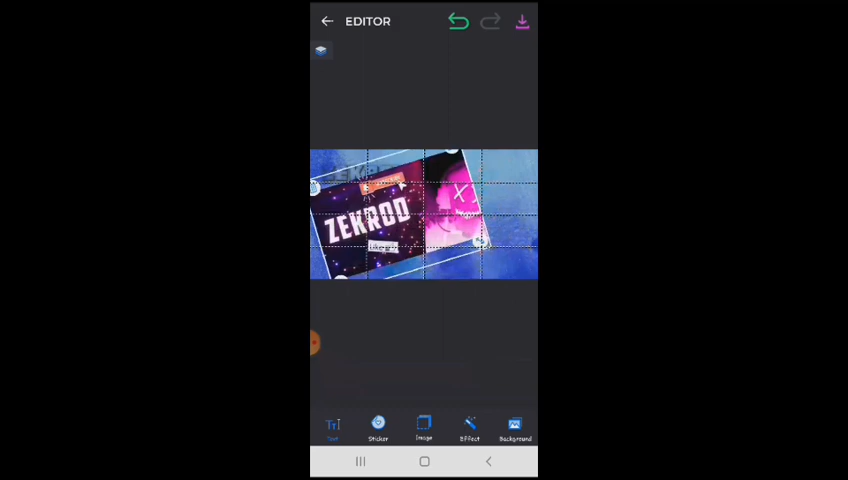 EDITOR
ZEKROD
Text
Sticker
Image
Effect
Background